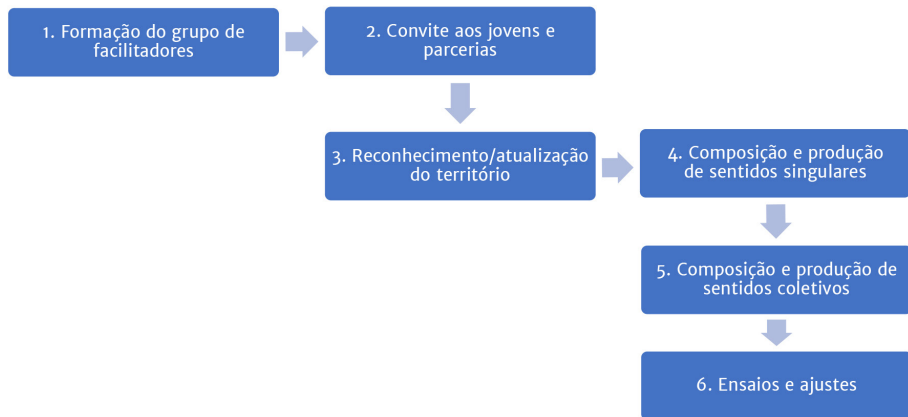 1. Formação do grupo de
facilitadores
2. Convite aos jovens e
parcerias
3. Reconhecimento/atualização
do território
4. Composição e produção
de sentidos singulares
5. Composição e produção de
sentidos coletivos
6. Ensaios e ajustes